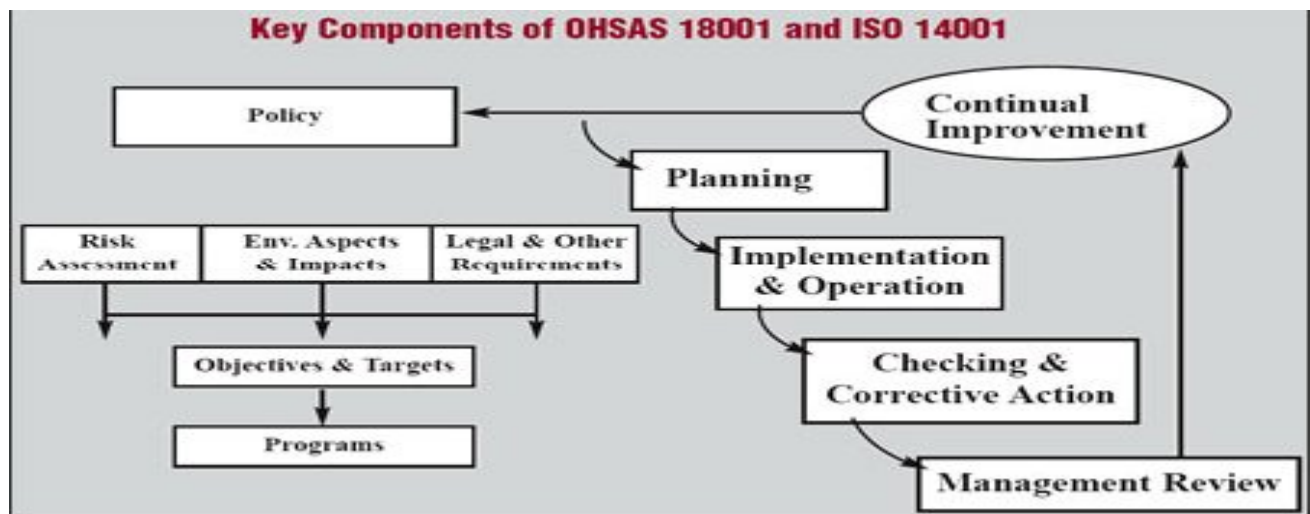 Key Components of OHSAS 18001 and ISO 14001
Policy
Continual
Improvement
Planning
Risk
Assessment
Env. Aspects
& Impacts
Legal & Other
Requirements
Implementation
& Operation
Objectives & Targets
Checking &
Corrective Action
Programs
Management Review